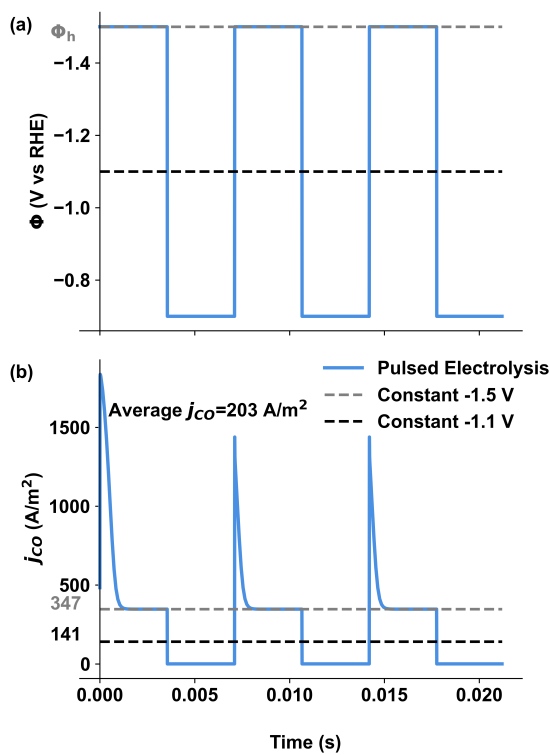 (a)
Φh
−1.4
−1.2
−1.0
−0.8
Φ (V vs RHE)
(b)
Pulsed Electrolysis
Constant -1.5 V
Constant -1.1 V
Average jCO=203 A/m²
1500
1000
500
347
141
0
jCO (A/m²)
0.000 0.005 0.010 0.015 0.020
Time (s)